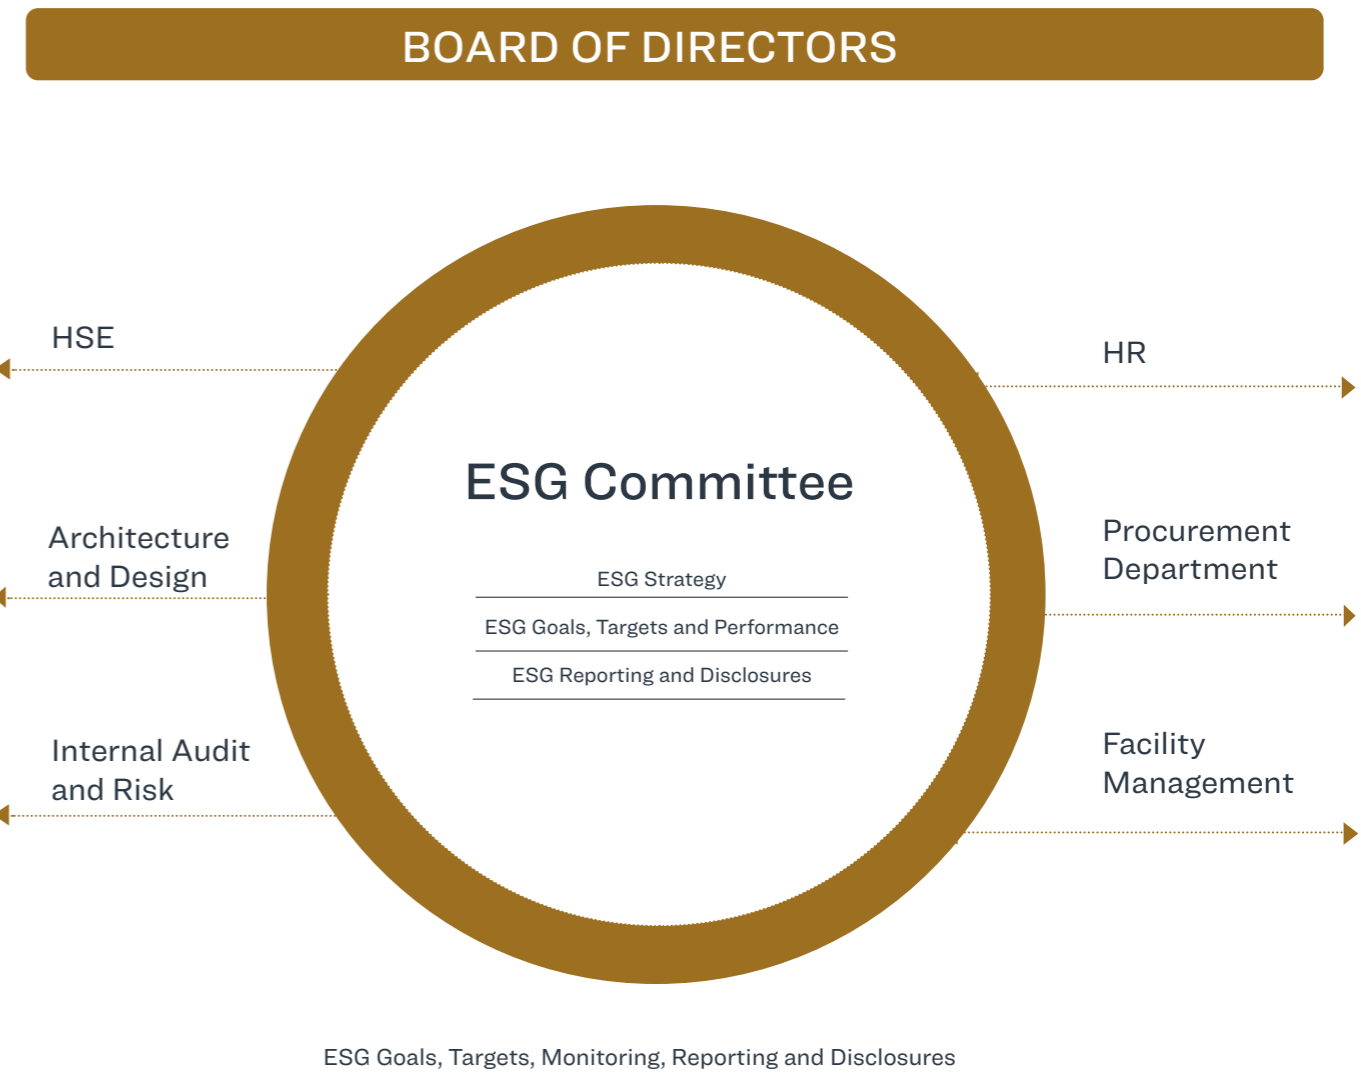 BOARD OF DIRECTORS
HSE
HR
ESG Committee
Architecture
and Design
Procurement
Department
ESG Strategy
ESG Goals, Targets and Performance
ESG Reporting and Disclosures
Internal Audit
and Risk
Facility
Management
ESG Goals, Targets, Monitoring, Reporting and Disclosures